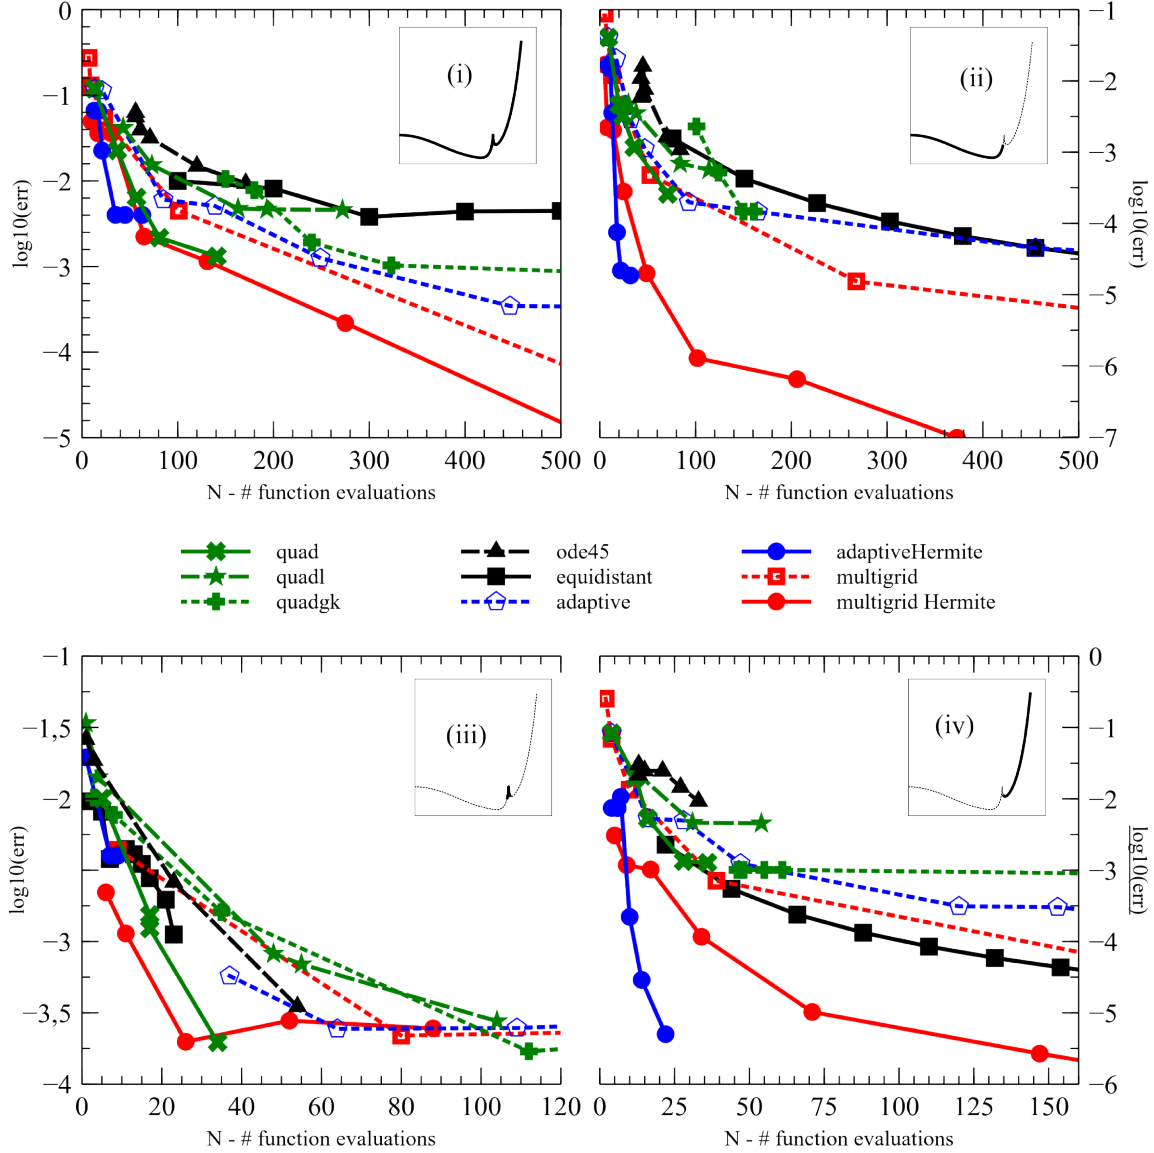 0
−1
−2
−3
−4
−5
log10(err)
(i)
0 100 200 300 400 500
N - # function evaluations
−1
−2
−3
−4
−5
−6
−7
log10(err)
(ii)
0 100 200 300 400 500
N - # function evaluations
quad ode45 adaptiveHermite
quadl equidistant multigrid
quadgk adaptive multigrid Hermite
−1
−1,5
−2
−3
−3,5
−4
log10(err)
(iii)
0 20 40 60 80 100 120
N - # function evaluations
0
−1
−2
−3
−4
−5
−6
log10(err)
(iv)
0 25 50 75 100 125 150
N - # function evaluations